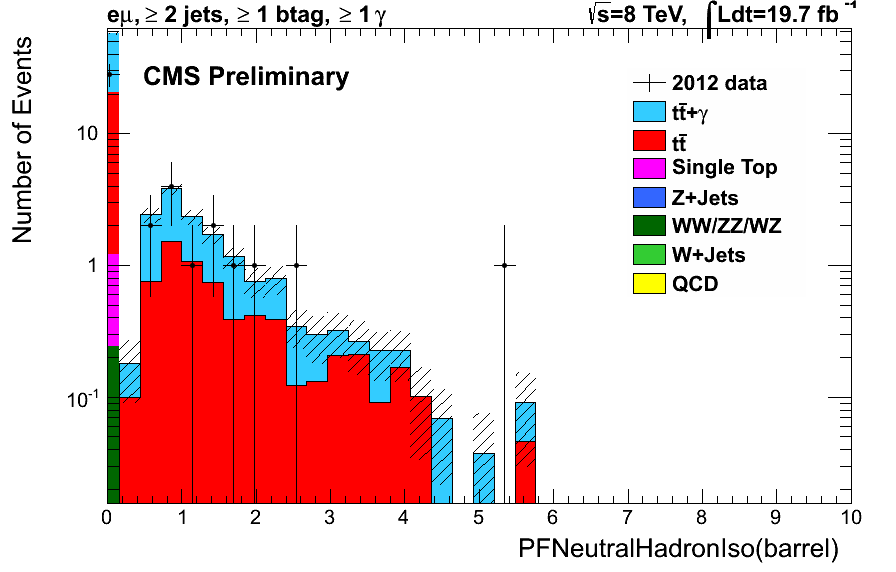 eμ, ≥ 2 jets, ≥ 1 btag, ≥ 1 γ √s=8 TeV, ∫Ldt=19.7 fb⁻¹
CMS Preliminary
2012 data
tt̄+γ
tt̄
Single Top
Z+Jets
WW/ZZ/WZ
W+Jets
QCD
Number of Events
10
1
10⁻¹
0 1 2 3 4 5 6 7 8 9 10
PFNeutralHadronIso(barrel)